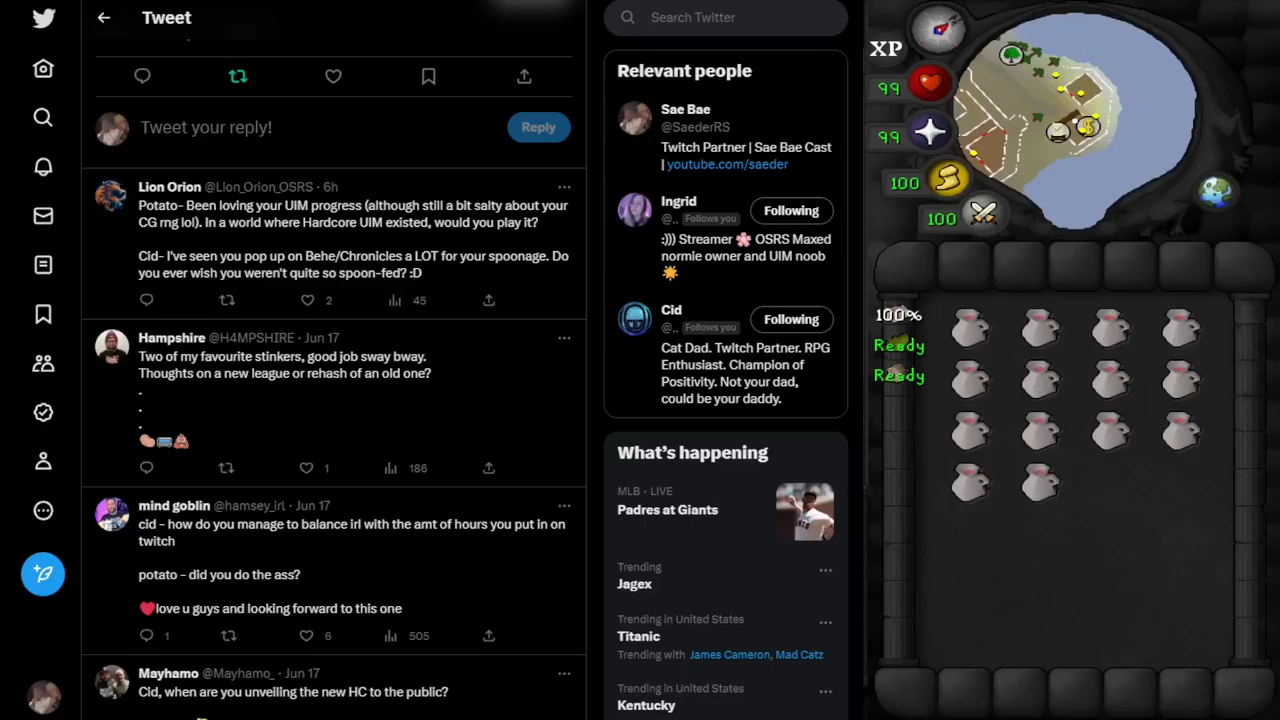 Tweet
Tweet your reply!
Reply
Lion Orion @Lion_Orion_OSRS · 6h
Potato- Been loving your UIM progress (although still a bit salty about your
CG rng lol). In a world where Hardcore UIM existed, would you play it?
Cid- I've seen you pop up on Behe/Chronicles a LOT for your spoonage. Do
you ever wish you weren't quite so spoon-fed? :D
2
45
Hampshire @H4MPSHIRE · Jun 17
Two of my favourite stinkers, good job sway bway.
Thoughts on a new league or rehash of an old one?
.
.
.
1
186
mind goblin @hamsey_irl · Jun 17
cid - how do you manage to balance irl with the amt of hours you put in on
twitch
potato - did you do the ass?
❤️love u guys and looking forward to this one
1
6
505
Mayhamo @Mayhamo_ · Jun 17
Cid, when are you unveiling the new HC to the public?
Search Twitter
Relevant people
Sae Bae
@SaederRS
Twitch Partner | Sae Bae Cast
| youtube.com/saeder
Ingrid
@.. Follows you
Following
:))) Streamer 🌸 OSRS Maxed
normie owner and UIM noob
☀️
Cid
@.. Follows you
Following
Cat Dad. Twitch Partner. RPG
Enthusiast. Champion of
Positivity. Not your dad,
could be your daddy.
What's happening
MLB · LIVE
Padres at Giants
Trending
Jagex
Trending in United States
Titanic
Trending with James Cameron, Mad Catz
Trending in United States
Kentucky
XP
99
99
100
100
100%
Ready
Ready